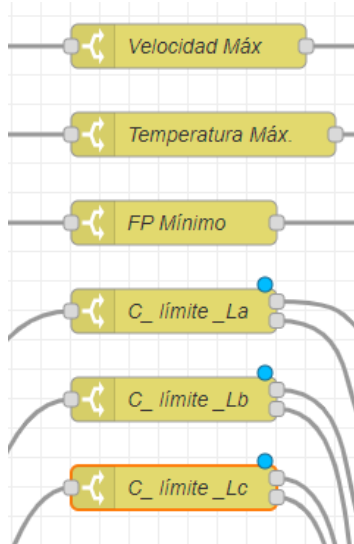 Velocidad Máx
Temperatura Máx.
FP Mínimo
C_ límite _La
C_ límite _Lb
C_ límite _Lc